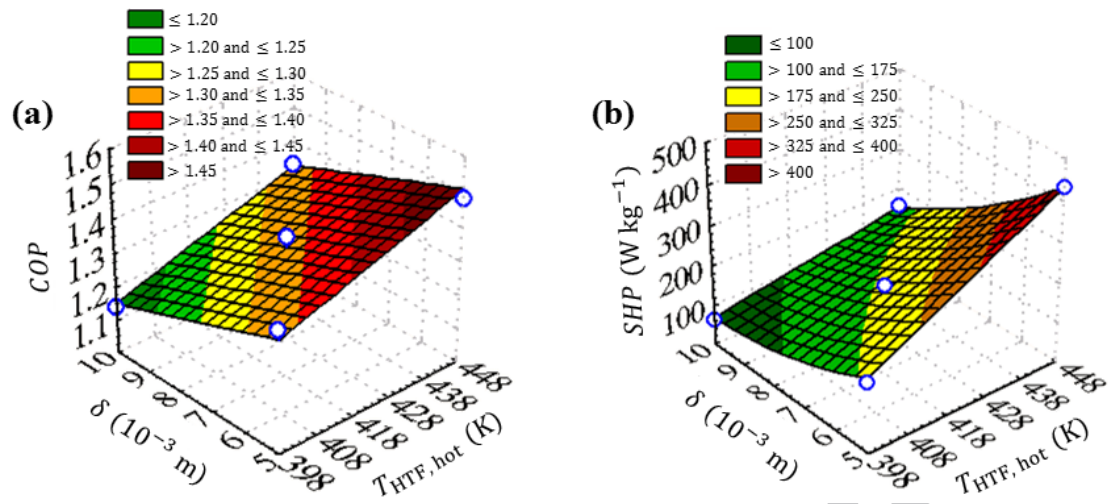 (a)
≤ 1.20
> 1.20 and ≤ 1.25
> 1.25 and ≤ 1.30
> 1.30 and ≤ 1.35
> 1.35 and ≤ 1.40
> 1.40 and ≤ 1.45
> 1.45
COP
1.6
1.5
1.4
1.3
1.2
1.1
10
9
8
7
6
5
δ (10⁻³ m)
398
408
418
428
438
448
T_HTF, hot (K)
(b)
≤ 100
> 100 and ≤ 175
> 175 and ≤ 250
> 250 and ≤ 325
> 325 and ≤ 400
> 400
SHP (W kg⁻¹)
500
400
300
200
100
10
9
8
7
6
5
δ (10⁻³ m)
398
408
418
428
438
448
T_HTF, hot (K)